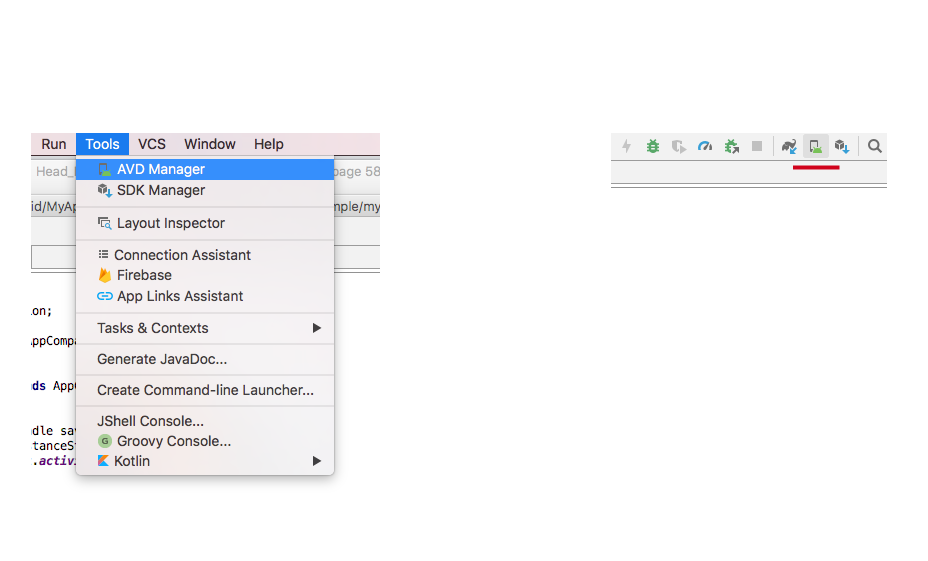 Run Tools VCS Window Help
Head_
page 58
AVD Manager
SDK Manager
id/MyAp
mple/my
Layout Inspector
Connection Assistant
Firebase
App Links Assistant
on;
Tasks & Contexts
AppCompa
Generate JavaDoc...
ds App
Create Command-line Launcher...
JShell Console...
dle sa
G Groovy Console...
tanceS
Kotlin
.activi